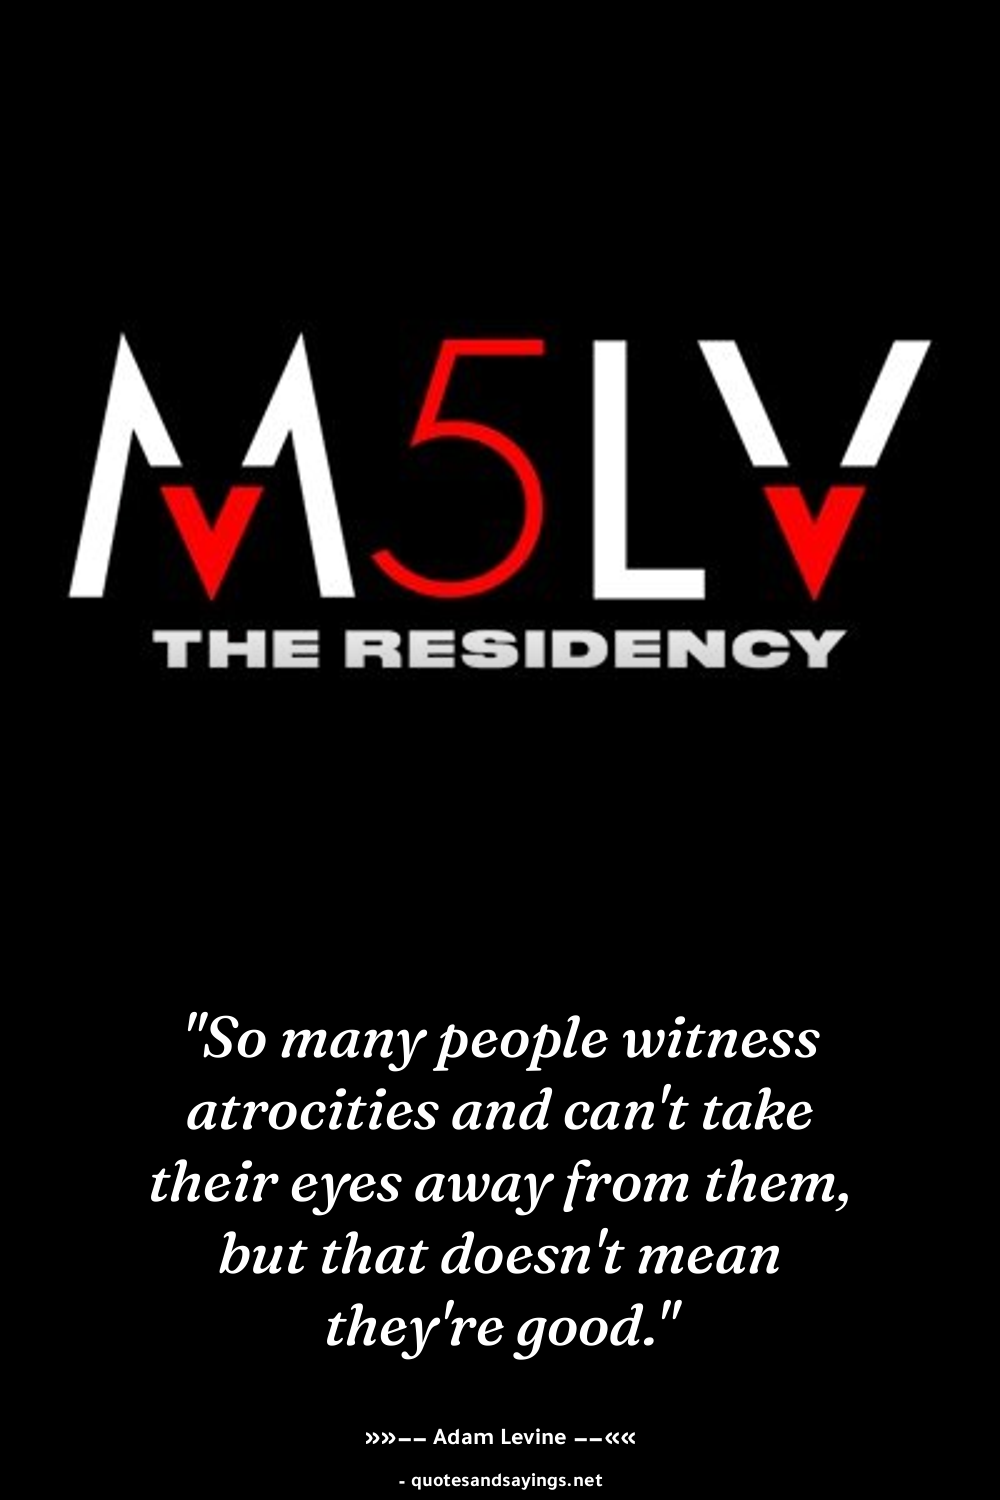 M5LV
THE RESIDENCY
"So many people witness
atrocities and can't take
their eyes away from them,
but that doesn't mean
they're good."
»»−− Adam Levine −−««
- quotesandsayings.net